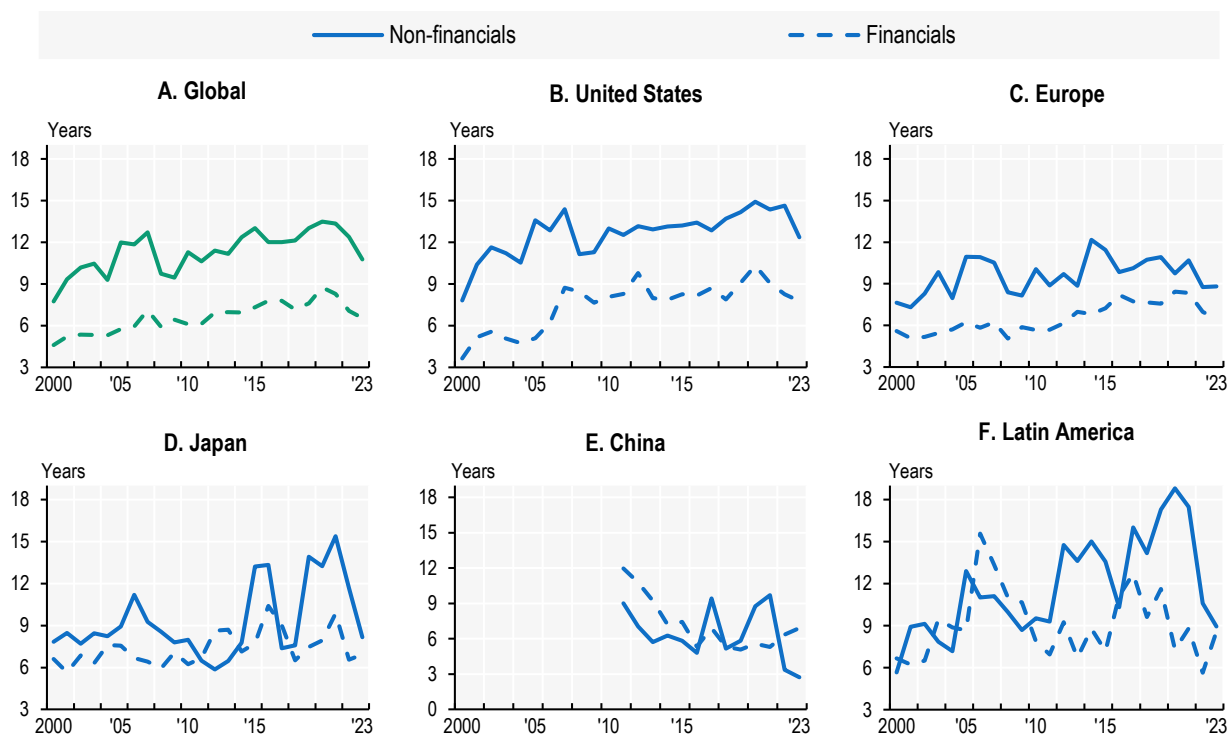 Non-financials Financials
A. Global
Years
18
15
12
9
6
3
2000 '05 '10 '15 '23
B. United States
Years
18
15
12
9
6
3
2000 '05 '10 '15 '23
C. Europe
Years
18
15
12
9
6
3
2000 '05 '10 '15 '23
D. Japan
Years
18
15
12
9
6
3
2000 '05 '10 '15 '23
E. China
Years
18
15
12
9
6
3
0
2000 '05 '10 '15 '23
F. Latin America
Years
18
15
12
9
6
3
2000 '05 '10 '15 '23